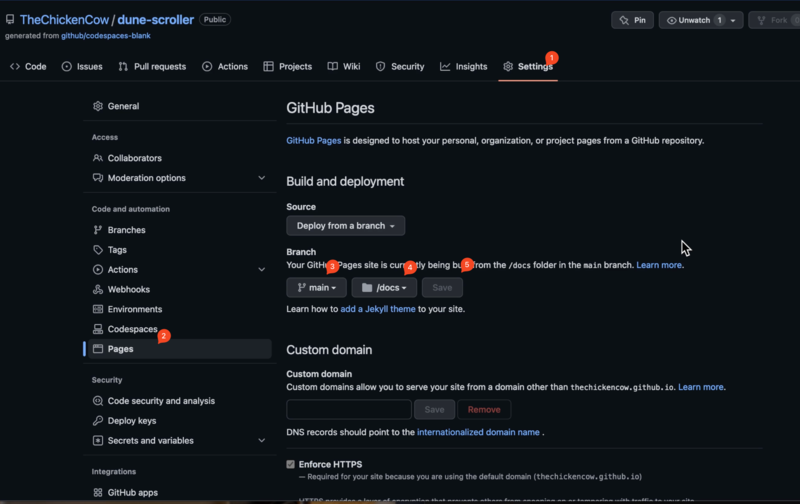 TheChickenCow / dune-scroller Public
Pin
Unwatch 1
Fork 0
generated from github/codespaces-blank
Code
Issues
Pull requests
Actions
Projects
Wiki
Security
Insights
Settings
1
General
Access
Collaborators
Moderation options
Code and automation
Branches
Tags
Actions
Webhooks
Environments
Codespaces
2
Pages
Security
Code security and analysis
Deploy keys
Secrets and variables
Integrations
GitHub apps
GitHub Pages
GitHub Pages is designed to host your personal, organization, or project pages from a GitHub repository.
Build and deployment
Source
Deploy from a branch
Branch
Your GitHub Pages site is currently being built from the /docs folder in the main branch. Learn more.
3
4
5
main
/docs
Save
Learn how to add a Jekyll theme to your site.
Custom domain
Custom domain
Custom domains allow you to serve your site from a domain other than thechickencow.github.io. Learn more.
Save
Remove
DNS records should point to the internationalized domain name .
Enforce HTTPS
— Required for your site because you are using the default domain (thechickencow.github.io)